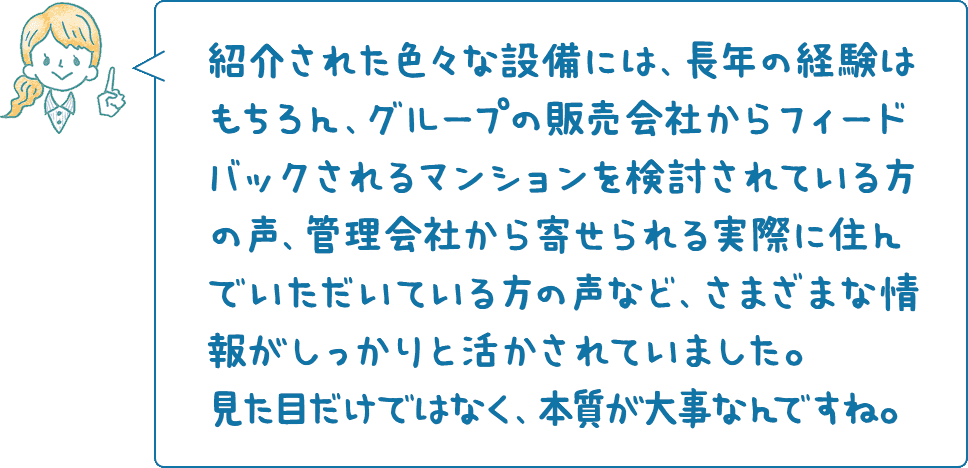 紹介された色々な設備には、長年の経験は
もちろん、グループの販売会社からフィード
バックされるマンションを検討されている方
の声、管理会社から寄せられる実際に住ん
でいただいている方の声など、さまざまな情
報がしっかりと活かされていました。
見た目だけではなく、本質が大事なんですね。